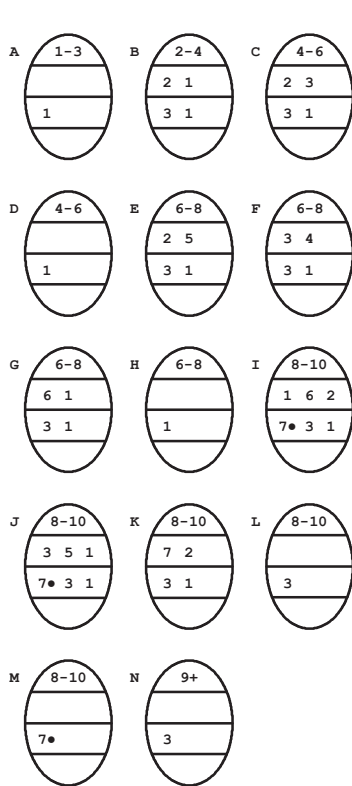 A 1-3 B 2-4 C 4-6
2 1 2 3
1 3 1 3 1
D 4-6 E 6-8 F 6-8
2 5 3 4
1 3 1 3 1
G 6-8 H 6-8 I 8-10
6 1 1 6 2
3 1 1 7• 3 1
J 8-10 K 8-10 L 8-10
3 5 1 7 2
7• 3 1 3 1 3
M 8-10 N 9+
7• 3